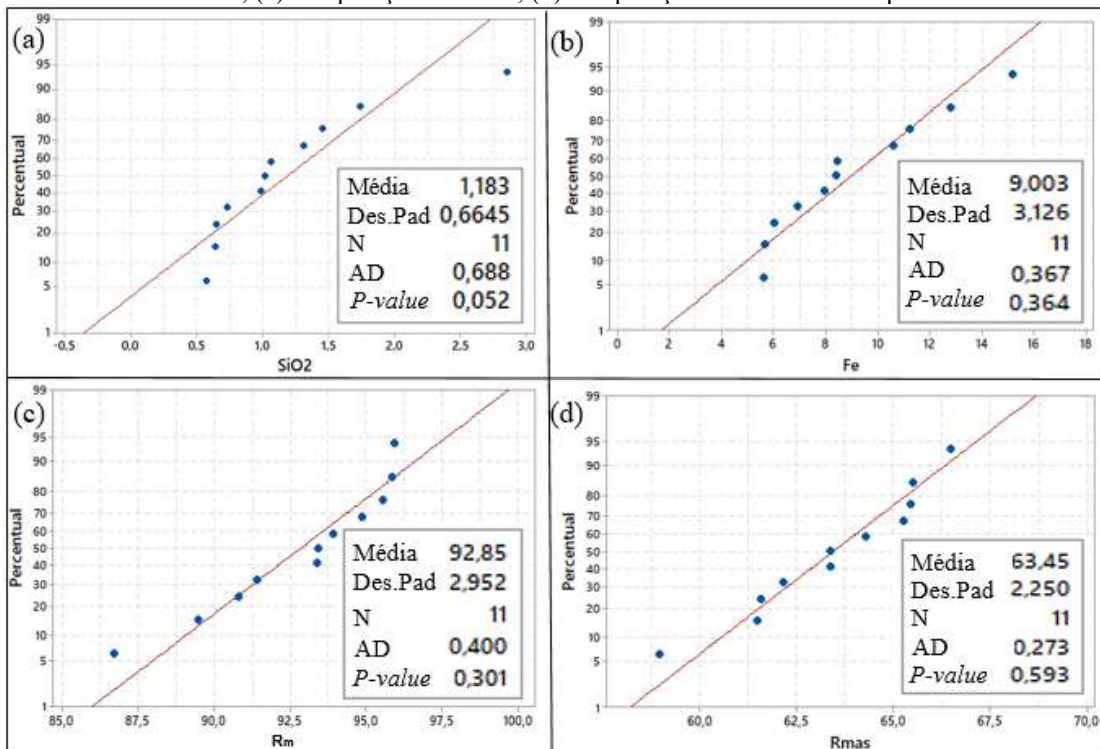 (a)
99
95
90
80
70
60
50
40
30
20
10
5
1
Percentual
Média 1,183
Des.Pad 0,6645
N 11
AD 0,688
P-value 0,052
-0,5 0,0 0,5 1,0 1,5 2,0 2,5 3,0
SiO2
(b)
99
95
90
80
70
60
50
40
30
20
10
5
1
Percentual
Média 9,003
Des.Pad 3,126
N 11
AD 0,367
P-value 0,364
0 2 4 6 8 10 12 14 16 18
Fe
(c)
99
95
90
80
70
60
50
40
30
20
10
5
1
Percentual
Média 92,85
Des.Pad 2,952
N 11
AD 0,400
P-value 0,301
85,0 87,5 90,0 92,5 95,0 97,5 100,0
Rm
(d)
99
95
90
80
70
60
50
40
30
20
10
5
1
Percentual
Média 63,45
Des.Pad 2,250
N 11
AD 0,273
P-value 0,593
60,0 62,5 65,0 67,5 70,0
Rmas